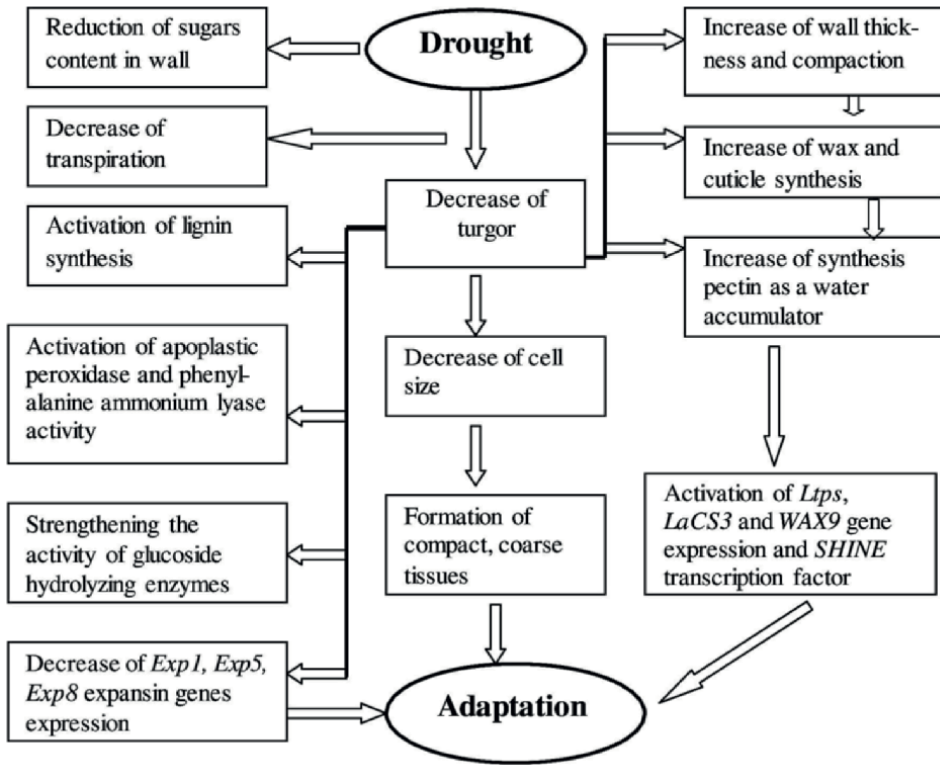 Drought
Reduction of sugars
content in wall
Decrease of
transpiration
Activation of lignin
synthesis
Activation of apoplastic
peroxidase and phenyl-
alanine ammonium lyase
activity
Strengthening the
activity of glucoside
hydrolyzing enzymes
Decrease of Exp1, Exp5,
Exp8 expansin genes
expression
Decrease of
turgor
Decrease of cell
size
Formation of
compact, coarse
tissues
Adaptation
Increase of wall thick-
ness and compaction
Increase of wax and
cuticle synthesis
Increase of synthesis
pectin as a water
accumulator
Activation of Ltps,
LaCS3 and WAX9 gene
expression and SHINE
transcription factor